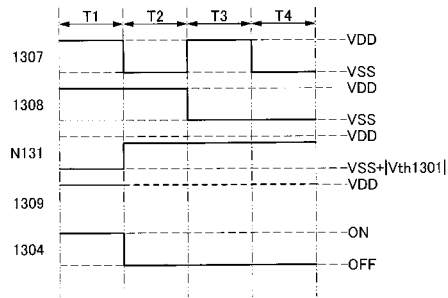 T1 T2 T3 T4
1307 VDD
VSS
1308 VDD
VSS
N131 VDD
VSS+|Vth1301|
1309 VDD
1304 ON
OFF